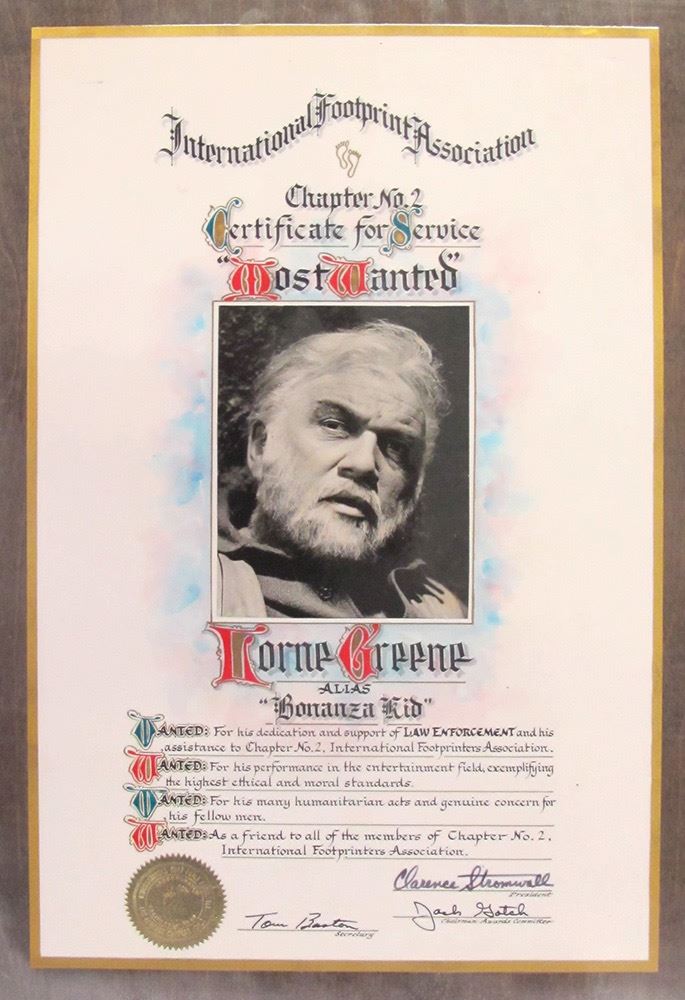 International Footprint Association
Chapter No. 2
Certificate for Service
"Most Wanted"
Lorne Greene
ALIAS
"Bonanza Kid"
WANTED: For his dedication and support of LAW ENFORCEMENT and his
assistance to Chapter No. 2, International Footprinters Association.
WANTED: For his performance in the entertainment field, exemplifying
the highest ethical and moral standards.
WANTED: For his many humanitarian acts and genuine concern for
his fellow men.
WANTED: As a friend to all of the members of Chapter No. 2,
International Footprinters Association.
Clarence Stromwall
President
Tom Baston
Secretary
Jack Gotch
Chairman Awards Committee